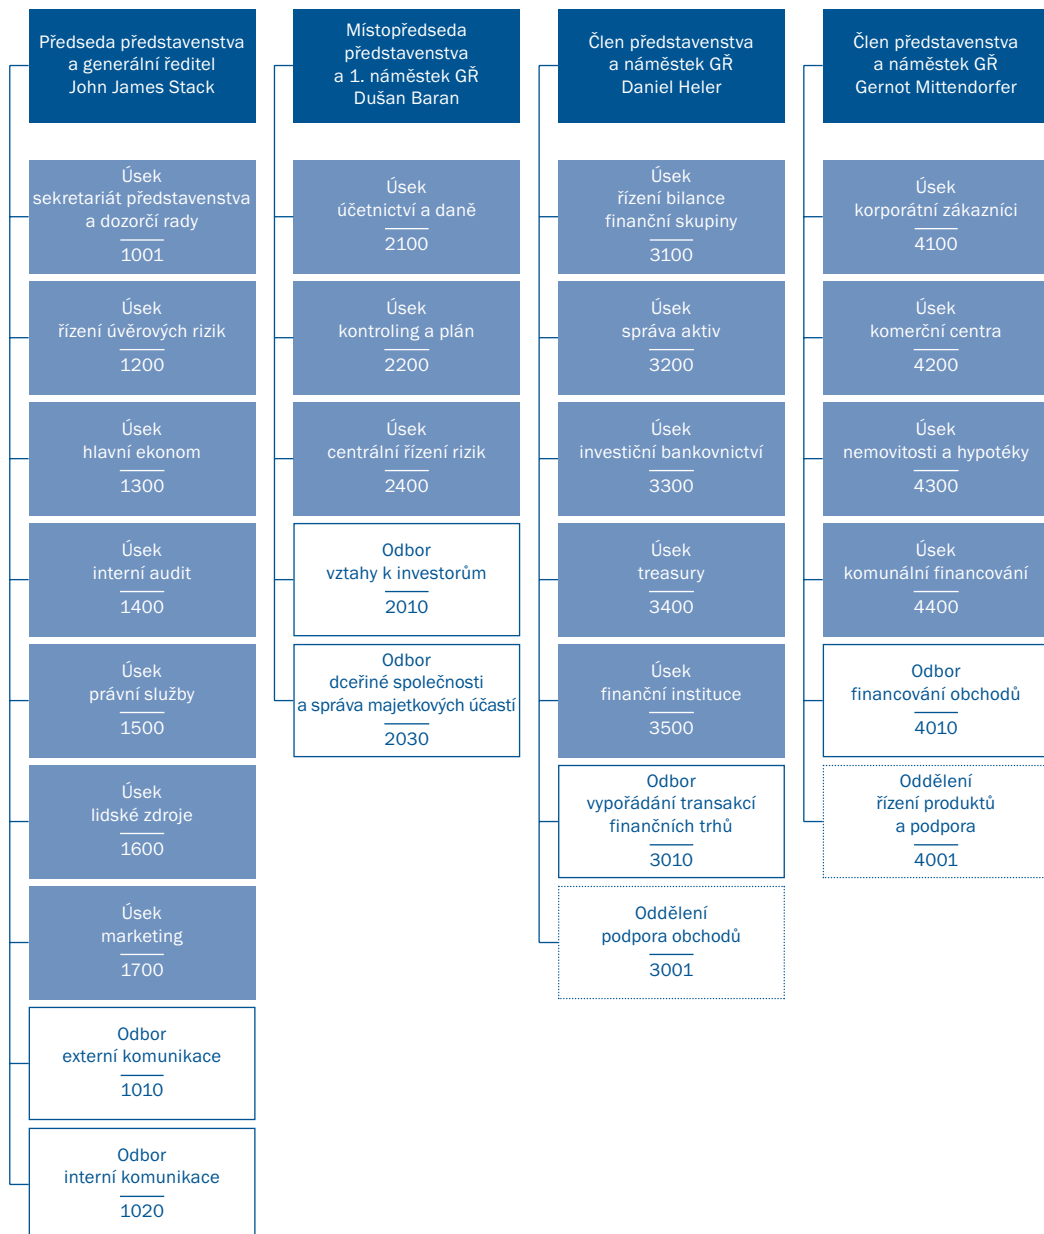 Předseda představenstva
a generální ředitel
John James Stack
Úsek
sekretariát představenstva
a dozorčí rady
1001
Úsek
řízení úvěrových rizik
1200
Úsek
hlavní ekonom
1300
Úsek
interní audit
1400
Úsek
právní služby
1500
Úsek
lidské zdroje
1600
Úsek
marketing
1700
Odbor
externí komunikace
1010
Odbor
interní komunikace
1020
Místopředseda
představenstva
a 1. náměstek GŘ
Dušan Baran
Úsek
účetnictví a daně
2100
Úsek
kontroling a plán
2200
Úsek
centrální řízení rizik
2400
Odbor
vztahy k investorům
2010
Odbor
dceřiné společnosti
a správa majetkových účastí
2030
Člen představenstva
a náměstek GŘ
Daniel Heler
Úsek
řízení bilance
finanční skupiny
3100
Úsek
správa aktiv
3200
Úsek
investiční bankovnictví
3300
Úsek
treasury
3400
Úsek
finanční instituce
3500
Odbor
vypořádání transakcí
finančních trhů
3010
Oddělení
podpora obchodů
3001
Člen představenstva
a náměstek GŘ
Gernot Mittendorfer
Úsek
korporátní zákazníci
4100
Úsek
komerční centra
4200
Úsek
nemovitosti a hypotéky
4300
Úsek
komunální financování
4400
Odbor
financování obchodů
4010
Oddělení
řízení produktů
a podpora
4001